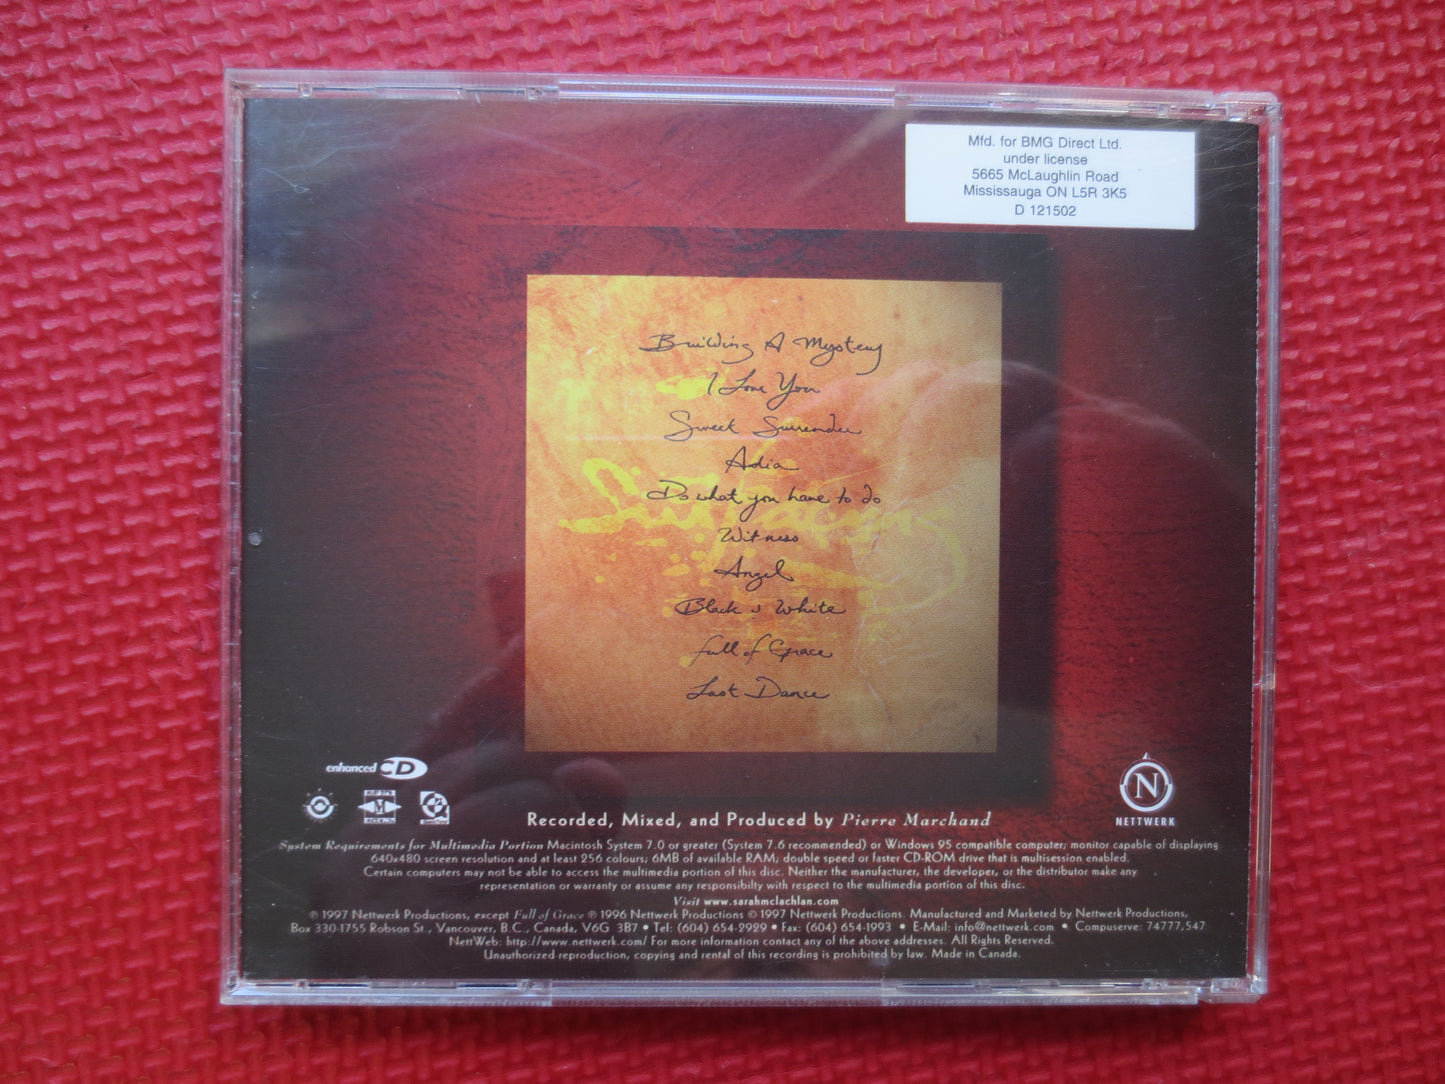 Mfd. for BMG Direct Ltd.
under license
5665 McLaughlin Road
Mississauga ON L5R 3K5
D 121502
Building A Mystery
I Love You
Sweet Surrender
Adia
Do what you have to do
Witness
Angel
Black & White
Full of Grace
Last Dance
Surfacing
enhanced CD
N
NETTWERK
M
Recorded, Mixed, and Produced by Pierre Marchand
System Requirements for Multimedia Portion Macintosh System 7.0 or greater (System 7.6 recommended) or Windows 95 compatible computer; monitor capable of displaying
640x480 screen resolution and at least 256 colours; 6MB of available RAM; double speed or faster CD-ROM drive that is multisession enabled.
Certain computers may not be able to access the multimedia portion of this disc. Neither the manufacturer, the developer, or the distributor make any
representation or warranty or assume any responsibilty with respect to the multimedia portion of this disc.
Visit www.sarahmclachlan.com
℗ 1997 Nettwerk Productions, except Full of Grace ℗ 1996 Nettwerk Productions © 1997 Nettwerk Productions. Manufactured and Marketed by Nettwerk Productions,
Box 330-1755 Robson St., Vancouver, B.C., Canada, V6G 3B7 • Tel: (604) 654-2929 • Fax: (604) 654-1993 • E-Mail: info@nettwerk.com • Compuserve: 74777,547
NettWeb: http://www.nettwerk.com/ For more information contact any of the above addresses. All Rights Reserved.
Unauthorized reproduction, copying and rental of this recording is prohibited by law. Made in Canada.